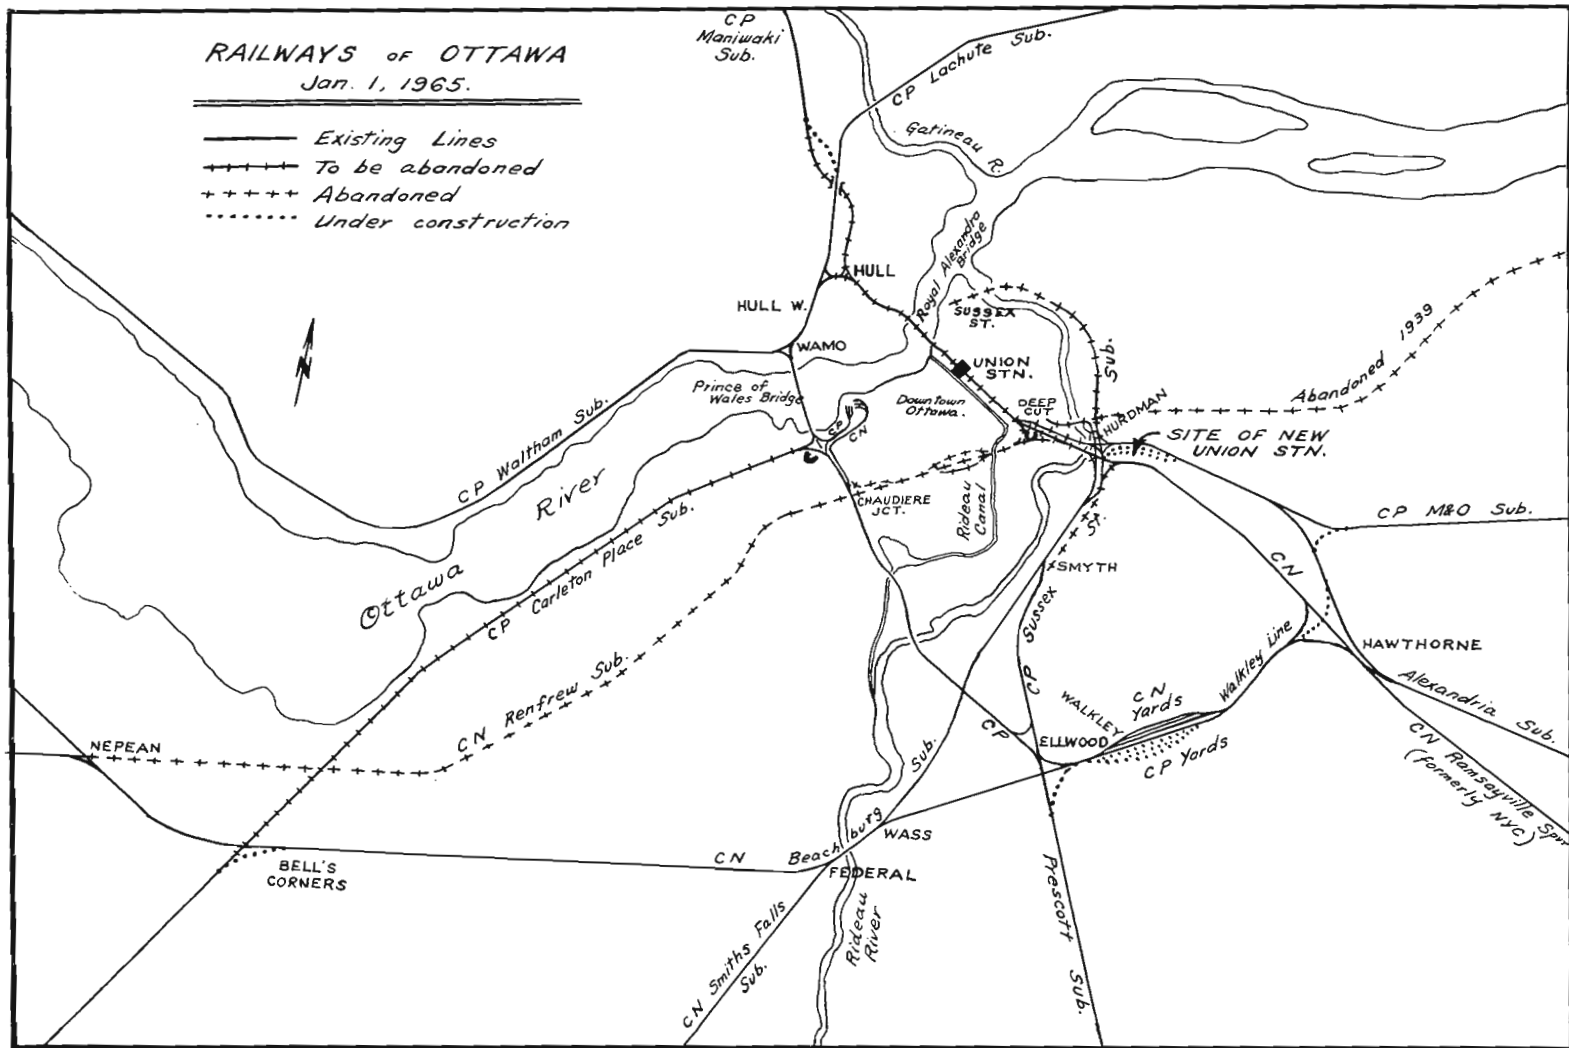 RAILWAYS OF OTTAWA
Jan. 1, 1965.
Existing Lines
To be abandoned
Abandoned
Under construction
CP
Maniwaki
Sub.
CP Lachute Sub.
Gatineau R.
Royal Alexandra
Bridge
HULL
HULL W.
WAMO
SUSSEX
ST.
Sub.
UNION
STN.
Abandoned 1939
Prince of
Wales Bridge
Downtown
Ottawa.
DEEP
CUT
HURDMAN
SITE OF NEW
UNION STN.
CP
CN
CP Waltham Sub.
River
CHAUDIERE
JCT.
Rideau
Canal
CP M&O Sub.
St.
SMYTH
CN
Ottawa
CP Carleton Place Sub.
Sussex
CP
Walkley Line
HAWTHORNE
CN Renfrew Sub.
WALKLEY
CN
Yards
Alexandria Sub.
NEPEAN
CP
ELLWOOD
CP Yards
CN Ramsayville Spur
(formerly NYC)
CN Beachburg Sub.
WASS
BELL'S
CORNERS
FEDERAL
Prescott Sub.
Rideau
River
CN Smiths Falls
Sub.